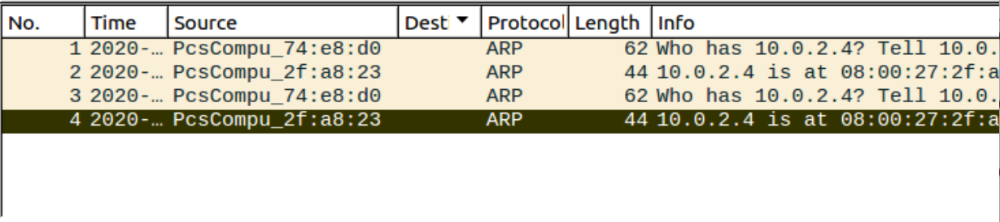 No. Time Source Desti Protocol Length Info
1 2020-… PcsCompu_74:e8:d0 ARP 62 Who has 10.0.2.4? Tell 10.0.
2 2020-… PcsCompu_2f:a8:23 ARP 44 10.0.2.4 is at 08:00:27:2f:a
3 2020-… PcsCompu_74:e8:d0 ARP 62 Who has 10.0.2.4? Tell 10.0.
4 2020-… PcsCompu_2f:a8:23 ARP 44 10.0.2.4 is at 08:00:27:2f:a